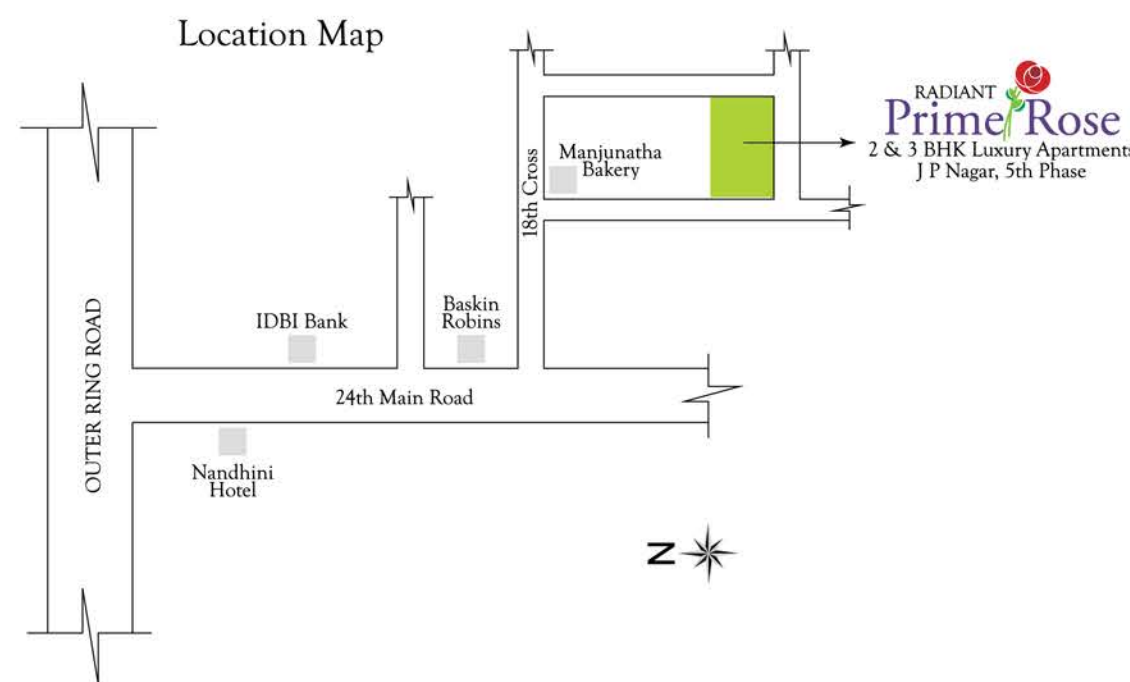 Location Map
RADIANT
Prime Rose
2 & 3 BHK Luxury Apartments
J P Nagar, 5th Phase
Manjunatha
Bakery
18th Cross
Baskin
Robins
IDBI Bank
OUTER RING ROAD
24th Main Road
Nandhini
Hotel
N